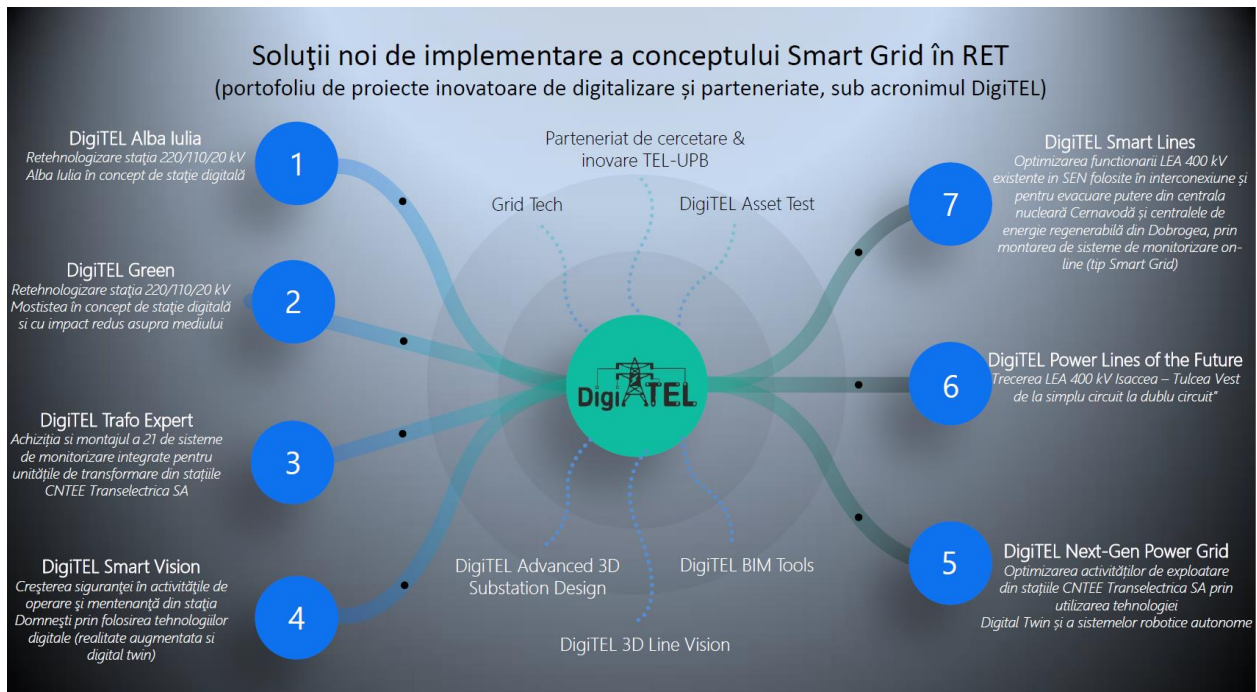 Soluţii noi de implementare a conceptului Smart Grid în RET
(portofoliu de proiecte inovatoare de digitalizare și parteneriate, sub acronimul DigiTEL)
DigiTEL Alba Iulia
Retehnologizare staţia 220/110/20 kV
Alba Iulia în concept de staţie digitală
1
DigiTEL Green
Retehnologizare staţia 220/110/20 kV
Mostistea în concept de staţie digitală
si cu impact redus asupra mediului
2
DigiTEL Trafo Expert
Achiziția si montajul a 21 de sisteme
de monitorizare integrate pentru
unitățile de transformare din stațiile
CNTEE Transelectrica SA
3
DigiTEL Smart Vision
Creşterea siguranţei în activităţile de
operare şi mentenanţă din staţia
Domneşti prin folosirea tehnologiilor
digitale (realitate augmentata si
digital twin)
4
Parteneriat de cercetare &
inovare TEL-UPB
Grid Tech
DigiTEL Asset Test
DigiTEL
DigiTEL Advanced 3D
Substation Design
DigiTEL BIM Tools
DigiTEL 3D Line Vision
DigiTEL Smart Lines
Optimizarea functionarii LEA 400 kV
existente in SEN folosite în interconexiune și
pentru evacuare putere din centrala
nucleară Cernavodă și centralele de
energie regenerabilă din Dobrogea, prin
montarea de sisteme de monitorizare on-
line (tip Smart Grid)
7
DigiTEL Power Lines of the Future
Trecerea LEA 400 kV Isaccea – Tulcea Vest
de la simplu circuit la dublu circuit"
6
DigiTEL Next-Gen Power Grid
Optimizarea activităților de exploatare
din stațiile CNTEE Transelectrica SA prin
utilizarea tehnologiei
Digital Twin și a sistemelor robotice autonome
5